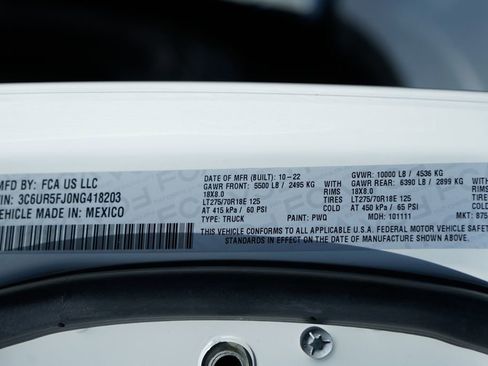 MFD BY: FCA US LLC
VIN: 3C6UR5FJ0NG418203
VEHICLE MADE IN: MEXICO
DATE OF MFR (BUILT): 10-22
GVWR: 10000 LB / 4536 KG
GAWR FRONT: 5500 LB / 2495 KG WITH
GAWR REAR: 6390 LB / 2899 KG WITH
18X8.0 RIMS
18X8.0 RIMS
LT275/70R18E 125 TIRES
LT275/70R18E 125 TIRES
AT 415 kPa / 60 PSI COLD
AT 450 kPa / 65 PSI COLD
TYPE: TRUCK PAINT: PWQ MDH: 101111 MKT: 875
THIS VEHICLE CONFORMS TO ALL APPLICABLE U.S.A. FEDERAL MOTOR VEHICLE SAFETY
STANDARDS IN EFFECT ON THE DATE OF MANUFACTURE SHOWN ABOVE